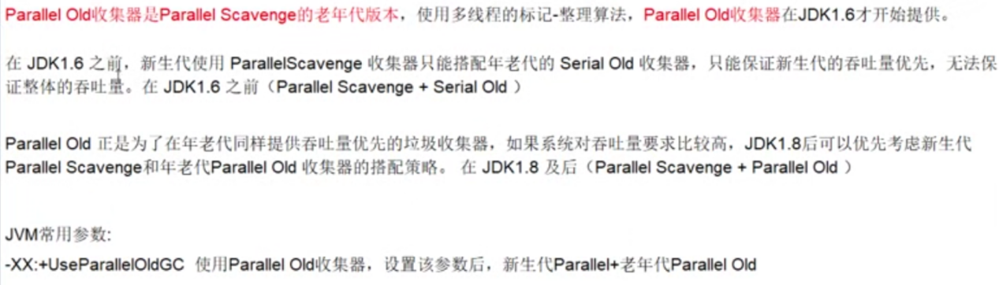 Parallel Old收集器是Parallel Scavenge的老年代版本，使用多线程的标记-整理算法，Parallel Old收集器在JDK1.6才开始提供。
在 JDK1.6 之前，新生代使用 ParallelScavenge 收集器只能搭配年老代的 Serial Old 收集器，只能保证新生代的吞吐量优先，无法保
证整体的吞吐量。在 JDK1.6 之前（Parallel Scavenge + Serial Old ）
Parallel Old 正是为了在年老代同样提供吞吐量优先的垃圾收集器，如果系统对吞吐量要求比较高，JDK1.8后可以优先考虑新生代
Parallel Scavenge和年老代Parallel Old 收集器的搭配策略。 在 JDK1.8 及后（Parallel Scavenge + Parallel Old ）
JVM常用参数:
-XX:+UseParallelOldGC 使用Parallel Old收集器，设置该参数后，新生代Parallel+老年代Parallel Old